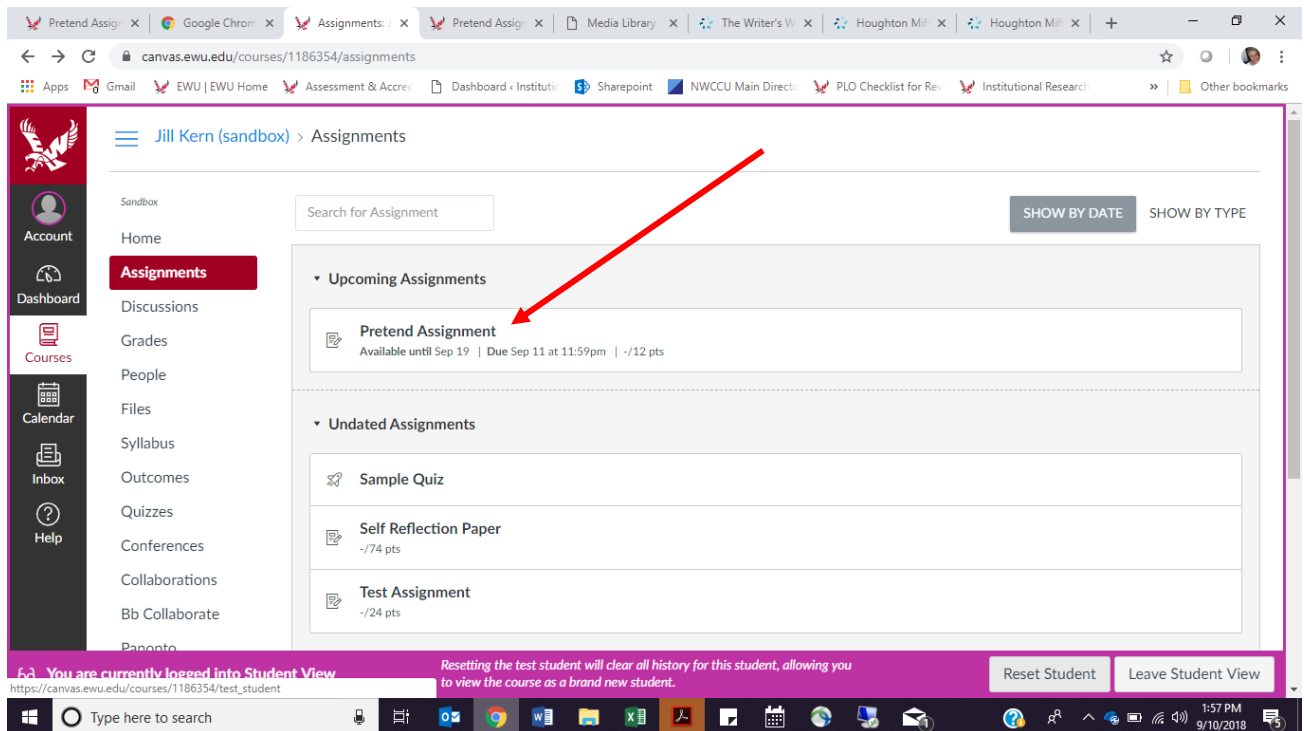 Pretend Assign
Google Chrom
Assignments: J
Pretend Assign
Media Library
The Writer's W
Houghton Mif
Houghton Mif
canvas.ewu.edu/courses/1186354/assignments
Apps Gmail EWU | EWU Home Assessment & Accred Dashboard ‹ Institutio Sharepoint NWCCU Main Directo PLO Checklist for Rev Institutional Research » Other bookmarks
Jill Kern (sandbox) > Assignments
Account
Dashboard
Courses
Calendar
Inbox
Help
Sandbox
Home
Assignments
Discussions
Grades
People
Files
Syllabus
Outcomes
Quizzes
Conferences
Collaborations
Bb Collaborate
Panopto
Search for Assignment
SHOW BY DATE SHOW BY TYPE
Upcoming Assignments
Pretend Assignment
Available until Sep 19 | Due Sep 11 at 11:59pm | -/12 pts
Undated Assignments
Sample Quiz
Self Reflection Paper
-/74 pts
Test Assignment
-/24 pts
You are currently logged into Student View
https://canvas.ewu.edu/courses/1186354/test_student
Resetting the test student will clear all history for this student, allowing you
to view the course as a brand new student.
Reset Student
Leave Student View
Type here to search
1:57 PM
9/10/2018